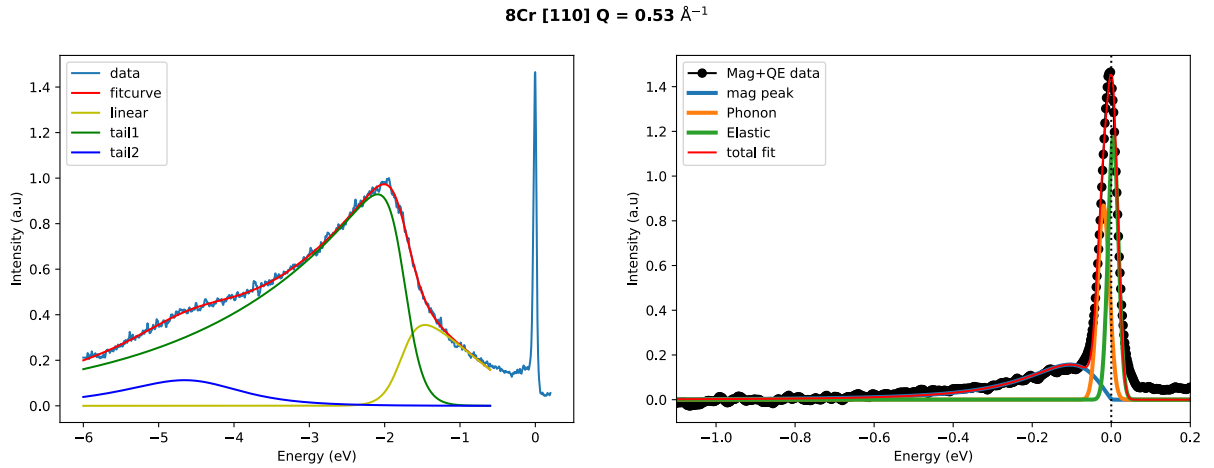 8Cr [110] Q = 0.53 Å⁻¹
data
fitcurve
linear
tail1
tail2
Intensity (a.u)
1.4
1.2
1.0
0.8
0.6
0.4
0.2
0.0
−6 −5 −4 −3 −2 −1 0
Energy (eV)
Mag+QE data
mag peak
Phonon
Elastic
total fit
Intensity (a.u)
1.4
1.2
1.0
0.8
0.6
0.4
0.2
0.0
−1.0 −0.8 −0.6 −0.4 −0.2 0.0 0.2
Energy (eV)